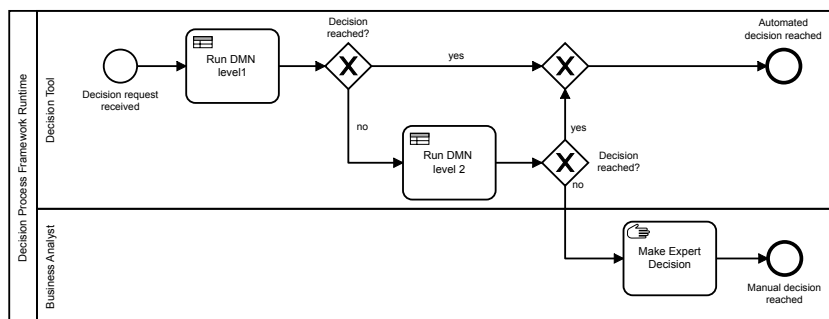 Decision Process Framework Runtime
Decision Tool
Decision request
received
Run DMN
level1
Decision
reached?
yes
no
Run DMN
level 2
yes
Decision
reached?
no
Automated
decision reached
Business Analyst
Make Expert
Decision
Manual decision
reached